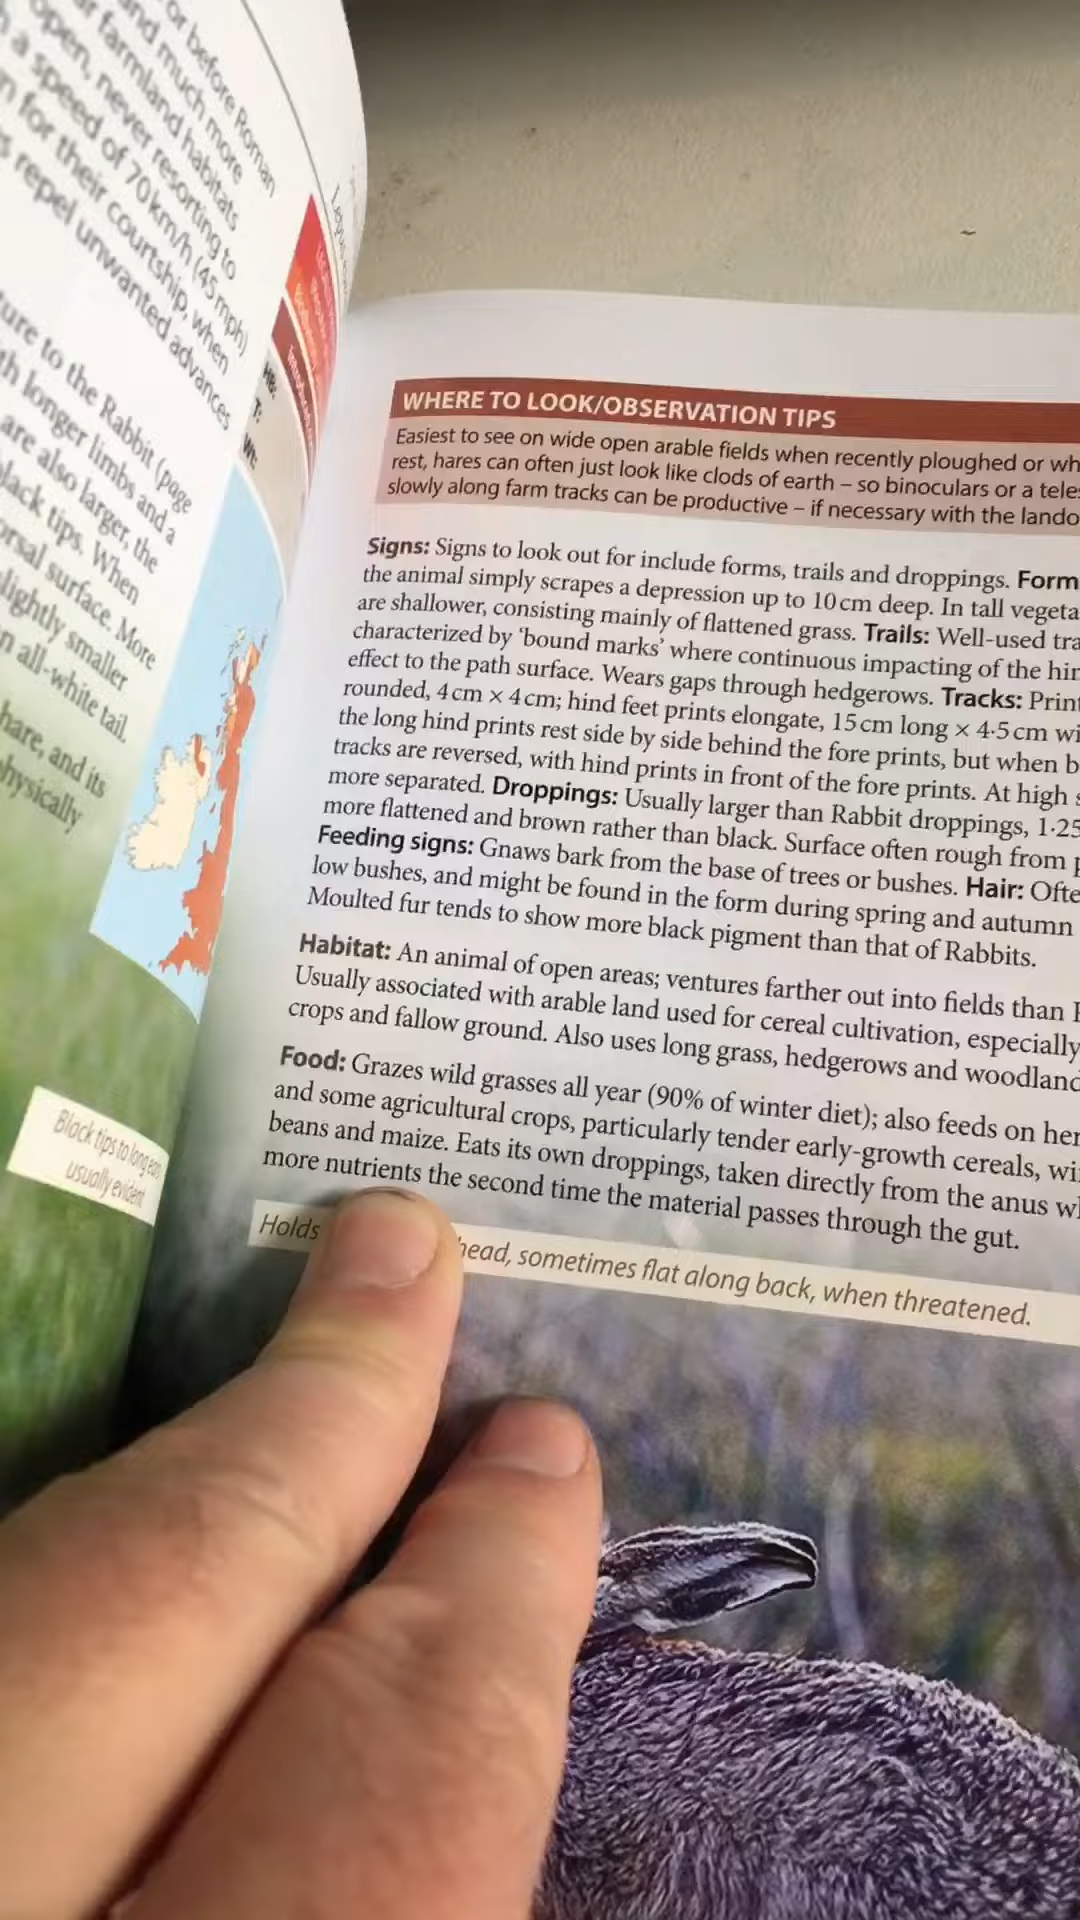 or before Roman
and much more
farmland habitats
open, never resorting to
a speed of 70 km/h (45 mph)
for their courtship, when
repel unwanted advances
ture to the Rabbit (page
th longer limbs and a
are also larger, the
black tips. When
orsal surface. More
slightly smaller
n all-white tail.
hare, and its
physically
HB:
T:
Wt:
Black tips to long ears
usually evident
WHERE TO LOOK/OBSERVATION TIPS
Easiest to see on wide open arable fields when recently ploughed or wh
rest, hares can often just look like clods of earth – so binoculars or a teles
slowly along farm tracks can be productive – if necessary with the lando
Signs: Signs to look out for include forms, trails and droppings. Form
the animal simply scrapes a depression up to 10 cm deep. In tall vegeta
are shallower, consisting mainly of flattened grass. Trails: Well-used tra
characterized by ‘bound marks’ where continuous impacting of the hin
effect to the path surface. Wears gaps through hedgerows. Tracks: Print
rounded, 4 cm × 4 cm; hind feet prints elongate, 15 cm long × 4·5 cm wi
the long hind prints rest side by side behind the fore prints, but when b
tracks are reversed, with hind prints in front of the fore prints. At high s
more separated. Droppings: Usually larger than Rabbit droppings, 1·25
more flattened and brown rather than black. Surface often rough from p
Feeding signs: Gnaws bark from the base of trees or bushes. Hair: Ofte
low bushes, and might be found in the form during spring and autumn
Moulted fur tends to show more black pigment than that of Rabbits.
Habitat: An animal of open areas; ventures farther out into fields than
Usually associated with arable land used for cereal cultivation, especially
crops and fallow ground. Also uses long grass, hedgerows and woodland
Food: Grazes wild grasses all year (90% of winter diet); also feeds on her
and some agricultural crops, particularly tender early-growth cereals, wi
beans and maize. Eats its own droppings, taken directly from the anus wh
more nutrients the second time the material passes through the gut.
Holds head, sometimes flat along back, when threatened.